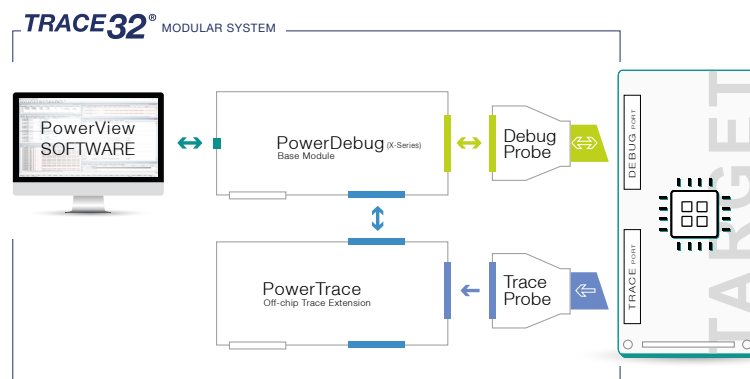 TRACE32® MODULAR SYSTEM
PowerView
SOFTWARE
PowerDebug (X-Series)
Base Module
Debug
Probe
DEBUG PORT
PowerTrace
Off-chip Trace Extension
Trace
Probe
TRACE PORT
TARGET